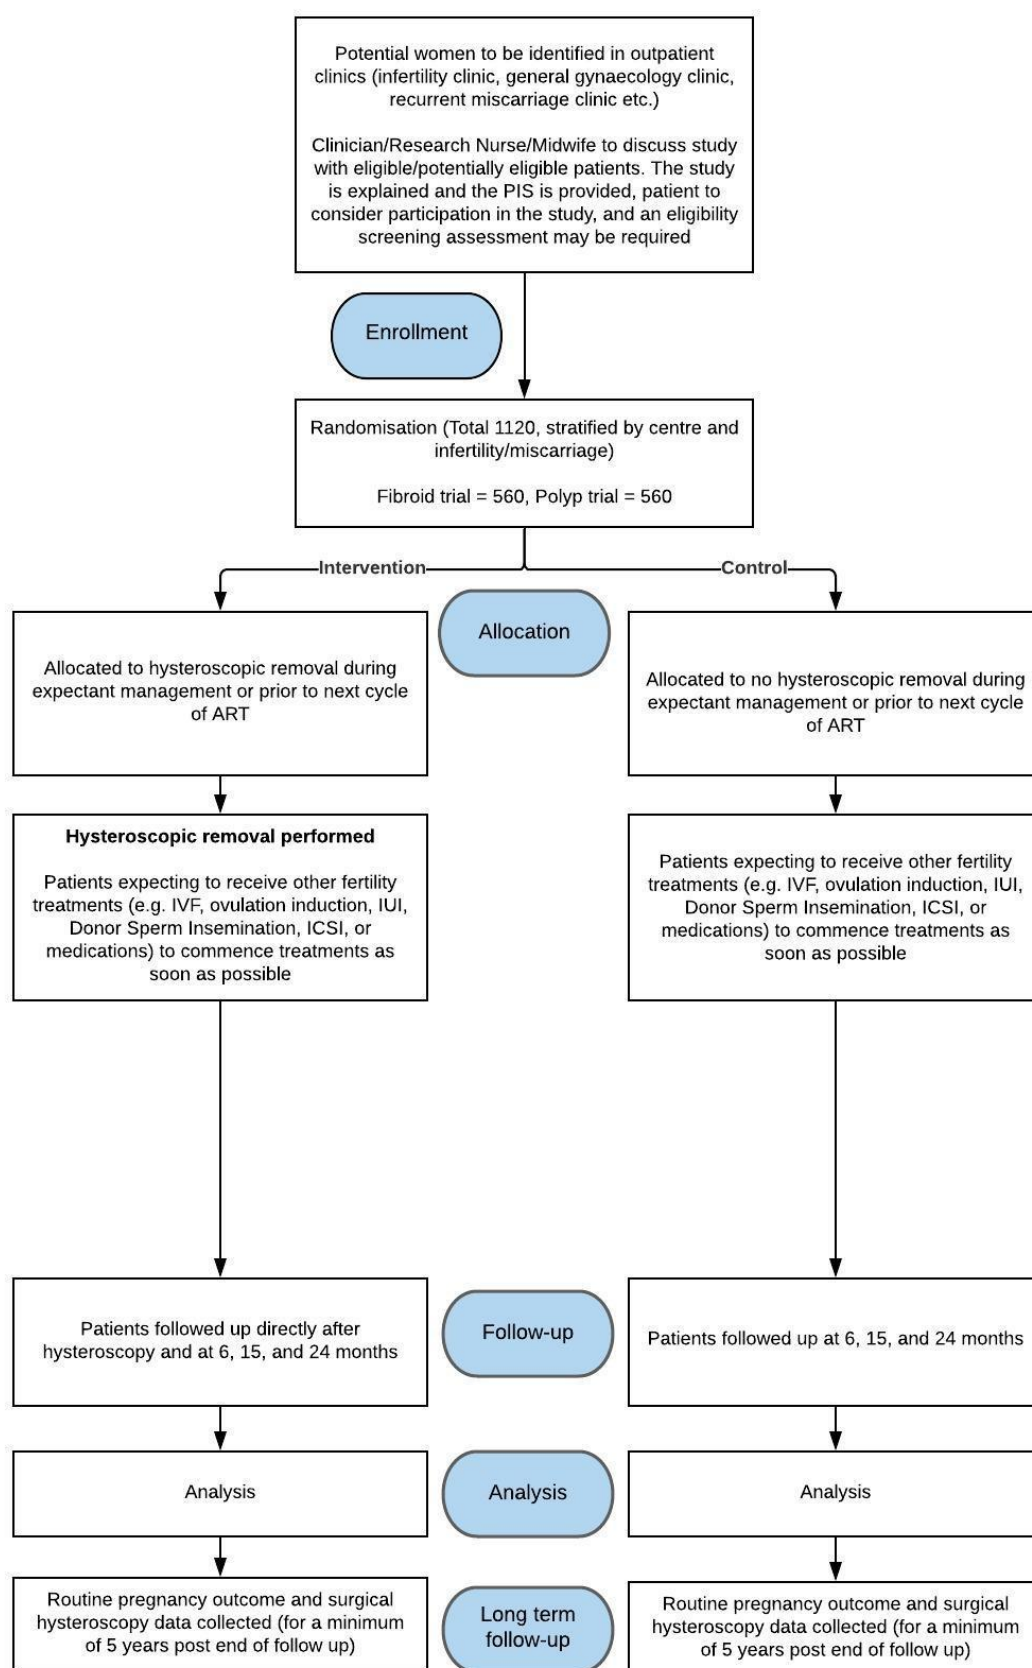 Potential women to be identified in outpatient
clinics (infertility clinic, general gynaecology clinic,
recurrent miscarriage clinic etc.)
Clinician/Research Nurse/Midwife to discuss study
with eligible/potentially eligible patients. The study
is explained and the PIS is provided, patient to
consider participation in the study, and an eligibility
screening assessment may be required
Enrollment
Randomisation (Total 1120, stratified by centre and
infertility/miscarriage)
Fibroid trial = 560, Polyp trial = 560
Intervention
Control
Allocation
Allocated to hysteroscopic removal during
expectant management or prior to next cycle
of ART
Allocated to no hysteroscopic removal during
expectant management or prior to next cycle
of ART
Hysteroscopic removal performed
Patients expecting to receive other fertility
treatments (e.g. IVF, ovulation induction, IUI,
Donor Sperm Insemination, ICSI, or
medications) to commence treatments as
soon as possible
Patients expecting to receive other fertility
treatments (e.g. IVF, ovulation induction, IUI,
Donor Sperm Insemination, ICSI, or
medications) to commence treatments as
soon as possible
Patients followed up directly after
hysteroscopy and at 6, 15, and 24 months
Follow-up
Patients followed up at 6, 15, and 24 months
Analysis
Analysis
Analysis
Routine pregnancy outcome and surgical
hysteroscopy data collected (for a minimum
of 5 years post end of follow up)
Long term
follow-up
Routine pregnancy outcome and surgical
hysteroscopy data collected (for a minimum
of 5 years post end of follow up)